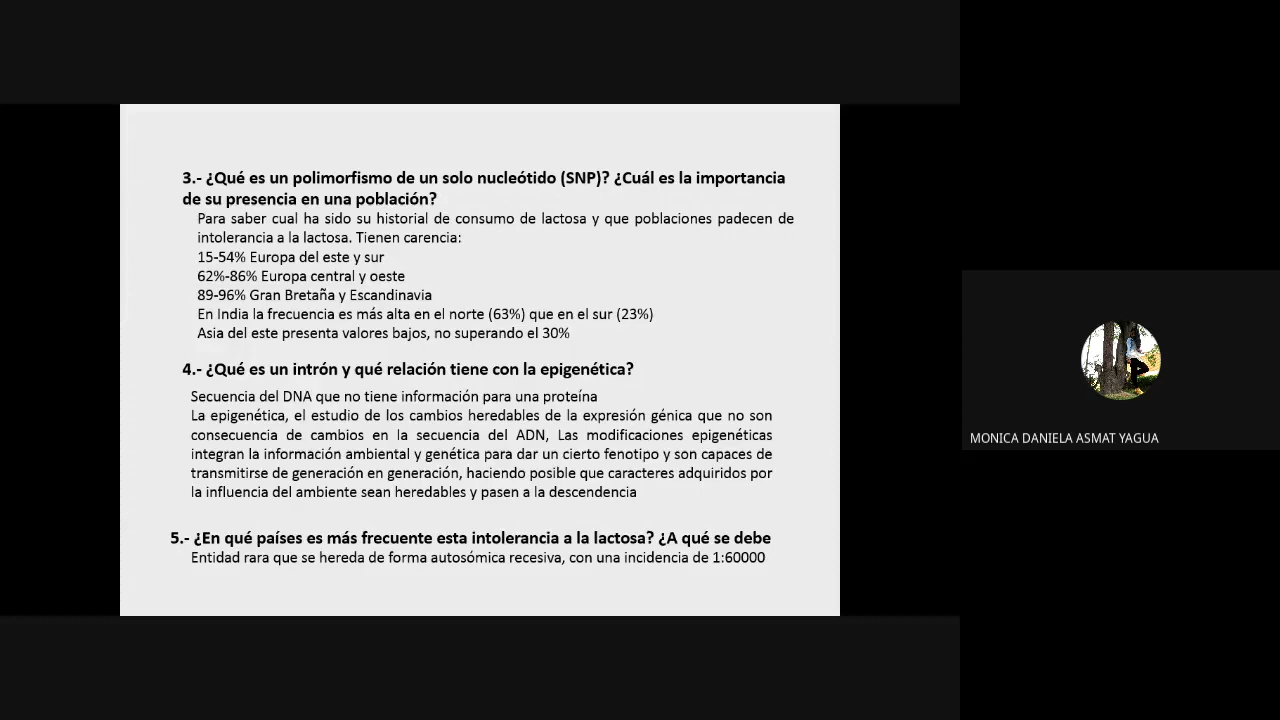 3.- ¿Qué es un polimorfismo de un solo nucleótido (SNP)? ¿Cuál es la importancia
de su presencia en una población?
Para saber cual ha sido su historial de consumo de lactosa y que poblaciones padecen de
intolerancia a la lactosa. Tienen carencia:
15-54% Europa del este y sur
62%-86% Europa central y oeste
89-96% Gran Bretaña y Escandinavia
En India la frecuencia es más alta en el norte (63%) que en el sur (23%)
Asia del este presenta valores bajos, no superando el 30%
4.- ¿Qué es un intrón y qué relación tiene con la epigenética?
Secuencia del DNA que no tiene información para una proteína
La epigenética, el estudio de los cambios heredables de la expresión génica que no son
consecuencia de cambios en la secuencia del ADN, Las modificaciones epigenéticas
integran la información ambiental y genética para dar un cierto fenotipo y son capaces de
transmitirse de generación en generación, haciendo posible que caracteres adquiridos por
la influencia del ambiente sean heredables y pasen a la descendencia
5.- ¿En qué países es más frecuente esta intolerancia a la lactosa? ¿A qué se debe
Entidad rara que se hereda de forma autosómica recesiva, con una incidencia de 1:60000
MONICA DANIELA ASMAT YAGUA